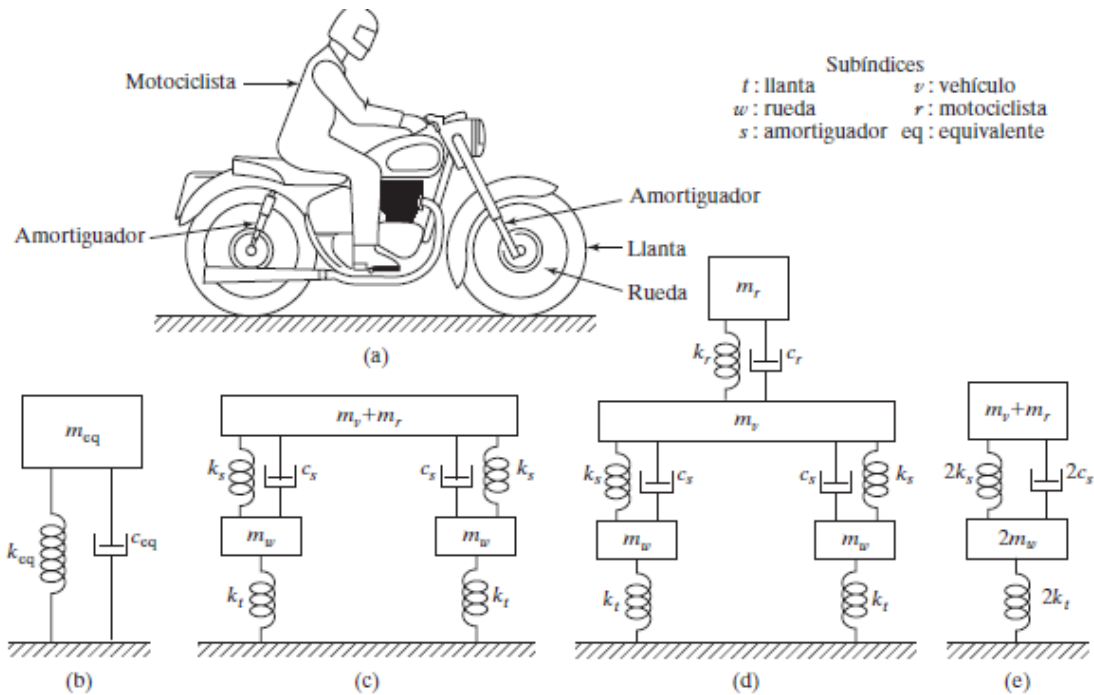 Motociclista
Subíndices
t : llanta v : vehículo
w : rueda r : motociclista
s : amortiguador eq : equivalente
Amortiguador
Amortiguador
Llanta
Rueda
(a)
m_r
k_r c_r
m_eq
k_eq c_eq
(b)
m_v+m_r
k_s c_s c_s k_s
m_w m_w
k_t k_t
(c)
m_v
k_s c_s c_s k_s
m_w m_w
k_t k_t
(d)
m_v+m_r
2k_s 2c_s
2m_w
2k_t
(e)